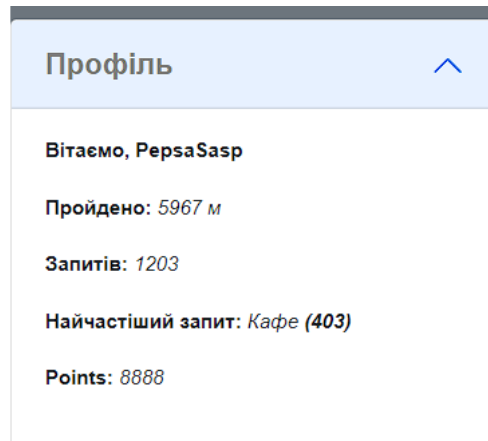 Профіль
Вітаємо, PepsaSasp
Пройдено: 5967 м
Запитів: 1203
Найчастіший запит: Кафе (403)
Points: 8888